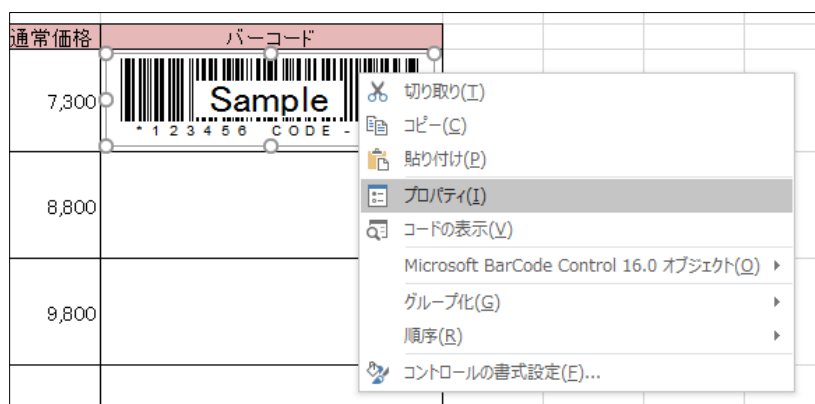 通常価格 バーコード
7,300
Sample
*123456 CODE-
8,800
9,800
切り取り(T)
コピー(C)
貼り付け(P)
プロパティ(I)
コードの表示(V)
Microsoft BarCode Control 16.0 オブジェクト(O)
グループ化(G)
順序(R)
コントロールの書式設定(F)...